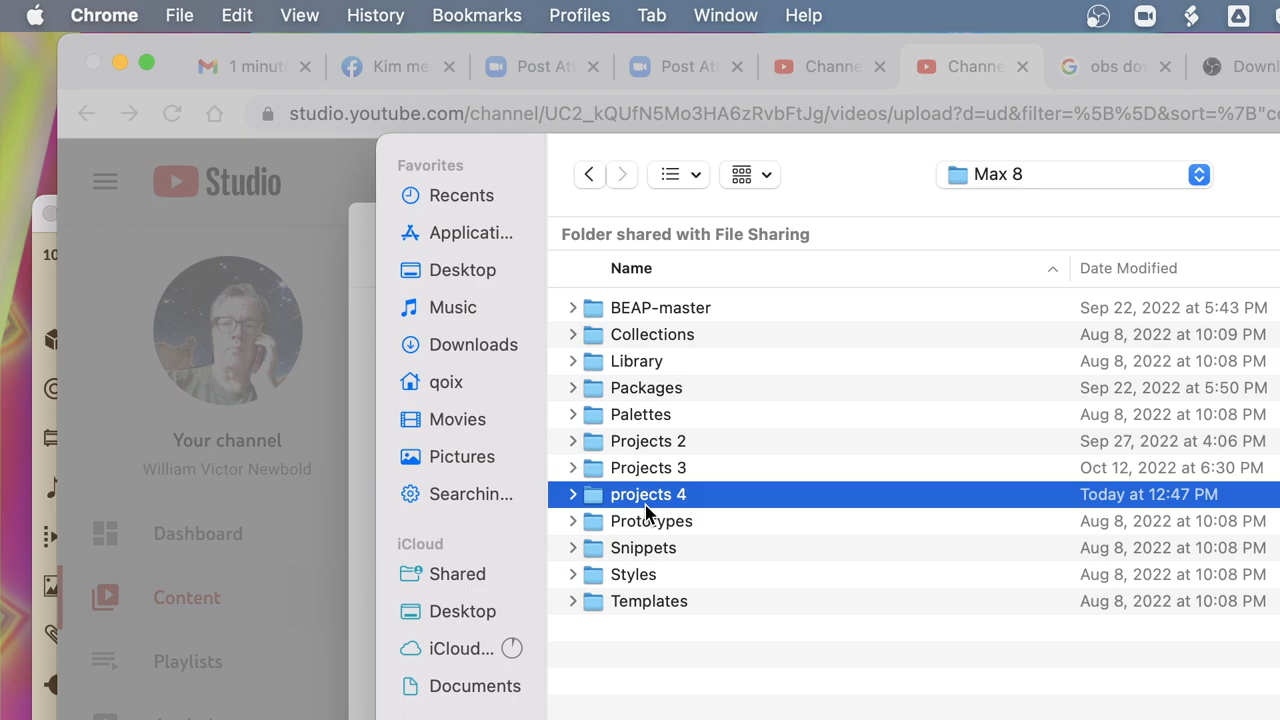 Chrome File Edit View History Bookmarks Profiles Tab Window Help
1 minut Kim me Post Att Post Att Channe Channe obs dov Downl
studio.youtube.com/channel/UC2_kQUfN5Mo3HA6zRvbFtJg/videos/upload?d=ud&filter=%5B%5D&sort=%7B"co
Studio
10
Your channel
William Victor Newbold
Dashboard
Content
Playlists
Favorites
Recents
Applicati...
Desktop
Music
Downloads
qoix
Movies
Pictures
Searchin...
iCloud
Shared
Desktop
iCloud...
Documents
Max 8
Folder shared with File Sharing
Name Date Modified
BEAP-master Sep 22, 2022 at 5:43 PM
Collections Aug 8, 2022 at 10:09 PM
Library Aug 8, 2022 at 10:08 PM
Packages Sep 22, 2022 at 5:50 PM
Palettes Aug 8, 2022 at 10:08 PM
Projects 2 Sep 27, 2022 at 4:06 PM
Projects 3 Oct 12, 2022 at 6:30 PM
projects 4 Today at 12:47 PM
Prototypes Aug 8, 2022 at 10:08 PM
Snippets Aug 8, 2022 at 10:08 PM
Styles Aug 8, 2022 at 10:08 PM
Templates Aug 8, 2022 at 10:08 PM